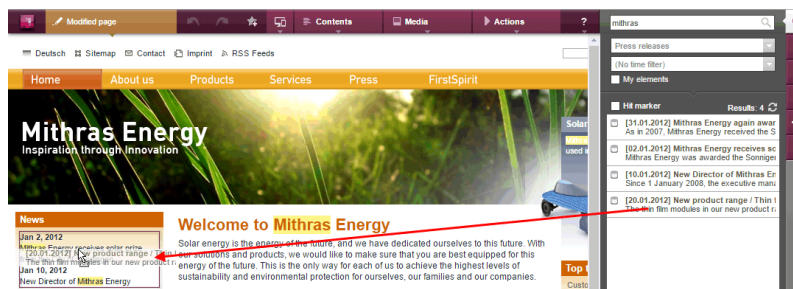 Modified page
Contents
Media
Actions
?
mithras
Deutsch Sitemap Contact Imprint RSS Feeds
Press releases
(No time filter)
My elements
Home About us Products Services Press FirstSpirit
Hit marker Results: 4
Mithras Energy
Inspiration through Innovation
Solar
used i
[31.01.2012] Mithras Energy again awar
As in 2007, Mithras Energy received the S
[02.01.2012] Mithras Energy receives sc
Mithras Energy was awarded the Sonniger
[10.01.2012] New Director of Mithras En
Since 1 January 2008, the executive mana
[20.01.2012] New product range / Thin f
The thin film modules in our new product ra
News
Jan 2, 2012
Mithras Energy receives solar prize
[20.01.2012] New product range / Thin
The thin film modules in our new product r
Jan 10, 2012
New Director of Mithras Energy
Welcome to Mithras Energy
Solar energy is the energy of the future, and we have dedicated ourselves to this future. With
our solutions and products, we would like to make sure that you are best equipped for this
energy of the future. This is the only way for each of us to achieve the highest levels of
sustainability and environmental protection for ourselves, our families and our companies.
Top
Custo